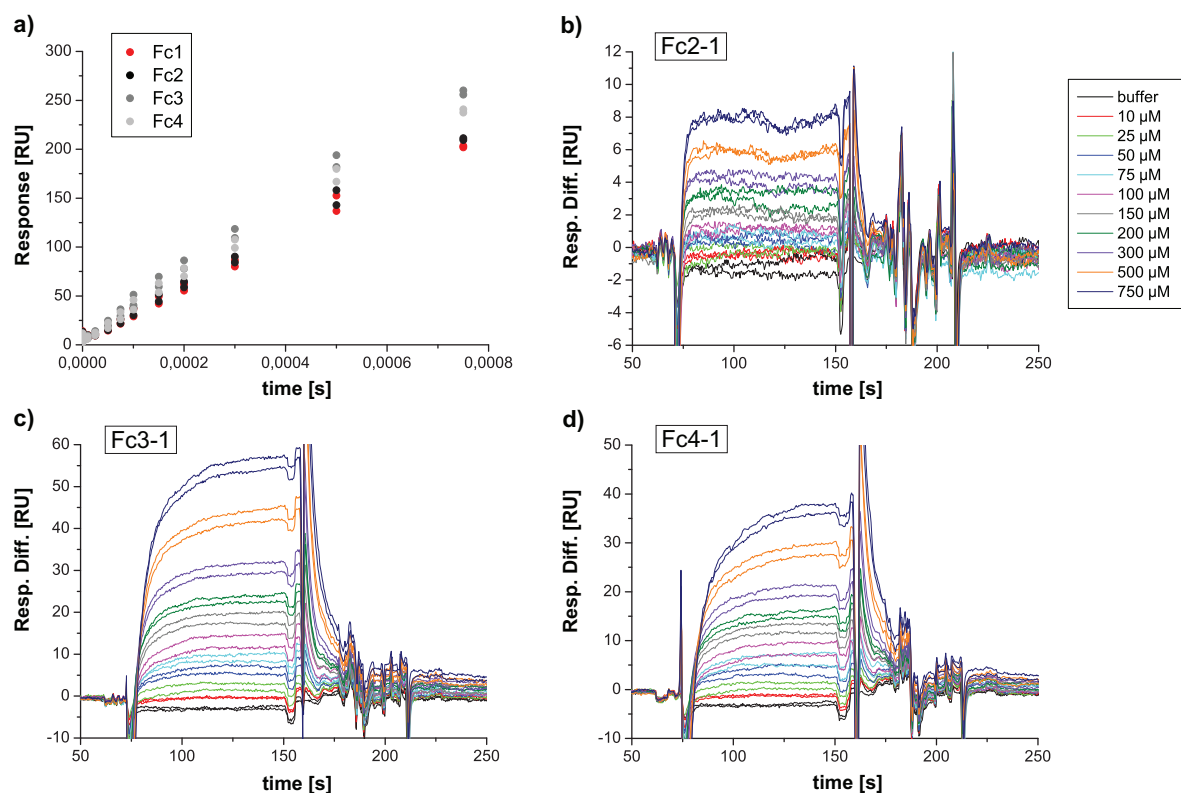 a)
Fc1
Fc2
Fc3
Fc4
Response [RU]
300
250
200
150
100
50
0
0,0000
0,0002
0,0004
0,0006
0,0008
time [s]
b)
Fc2-1
Resp. Diff. [RU]
12
10
8
6
4
2
0
-2
-4
-6
50
100
150
200
250
time [s]
buffer
10 µM
25 µM
50 µM
75 µM
100 µM
150 µM
200 µM
300 µM
500 µM
750 µM
c)
Fc3-1
Resp. Diff. [RU]
60
50
40
30
20
10
0
-10
50
100
150
200
250
time [s]
d)
Fc4-1
Resp. Diff. [RU]
50
40
30
20
10
0
-10
50
100
150
200
250
time [s]